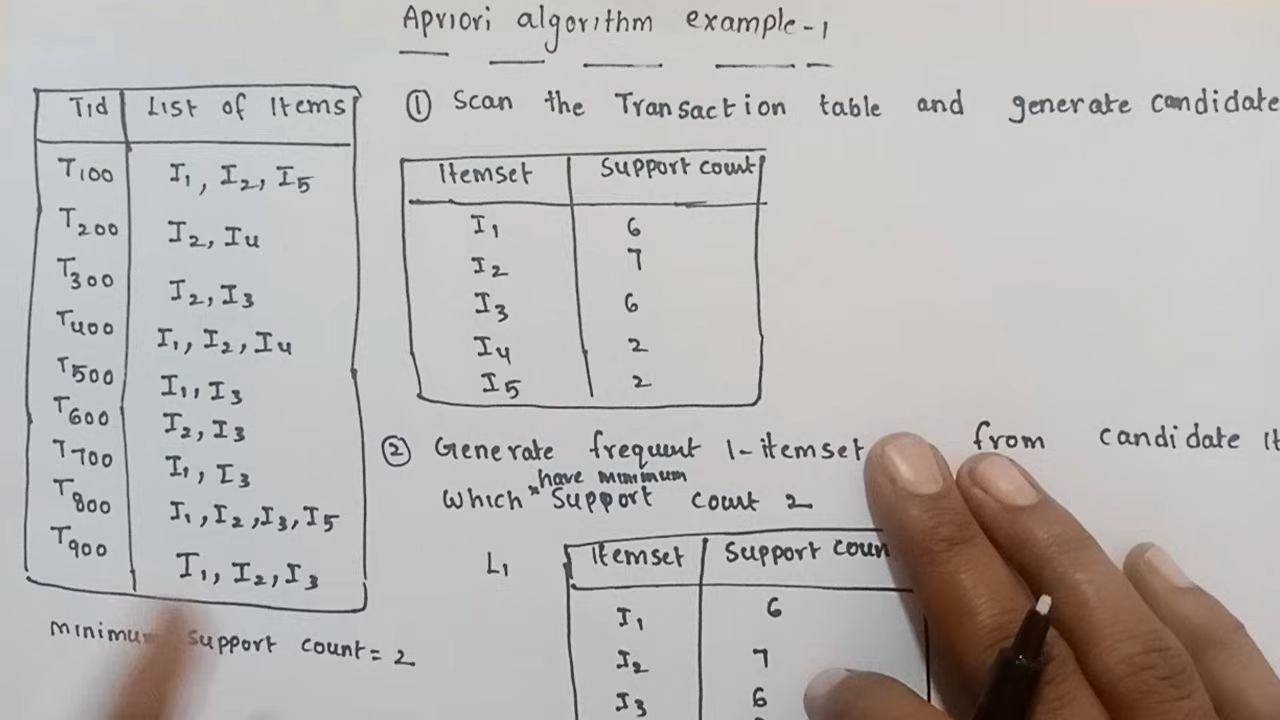 Apriori algorithm example-1
Tid List of Items
T100 I1, I2, I5
T200 I2, I4
T300 I2, I3
T400 I1, I2, I4
T500 I1, I3
T600 I2, I3
T700 I1, I3
T800 I1, I2, I3, I5
T900 I1, I2, I3
minimum support count = 2
① Scan the Transaction table and generate candidate
Itemset Support count
I1 6
I2 7
I3 6
I4 2
I5 2
② Generate frequent 1-itemset from candidate It
have minimum
which support count 2
L1
Itemset Support coun
I1 6
I2 7
I3 6